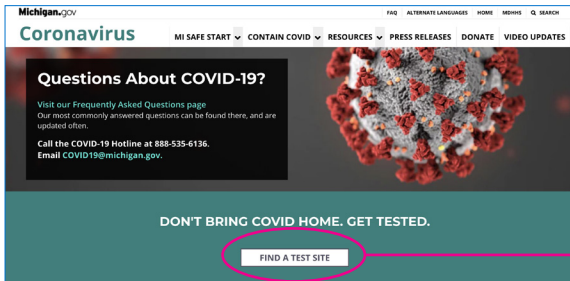 Michigan.gov
FAQ ALTERNATE LANGUAGES HOME MDHHS SEARCH
Coronavirus
MI SAFE START CONTAIN COVID RESOURCES PRESS RELEASES DONATE VIDEO UPDATES
Questions About COVID-19?
Visit our Frequently Asked Questions page
Our most commonly answered questions can be found there, and are
updated often.
Call the COVID-19 Hotline at 888-535-6136.
Email COVID19@michigan.gov.
DON'T BRING COVID HOME. GET TESTED.
FIND A TEST SITE